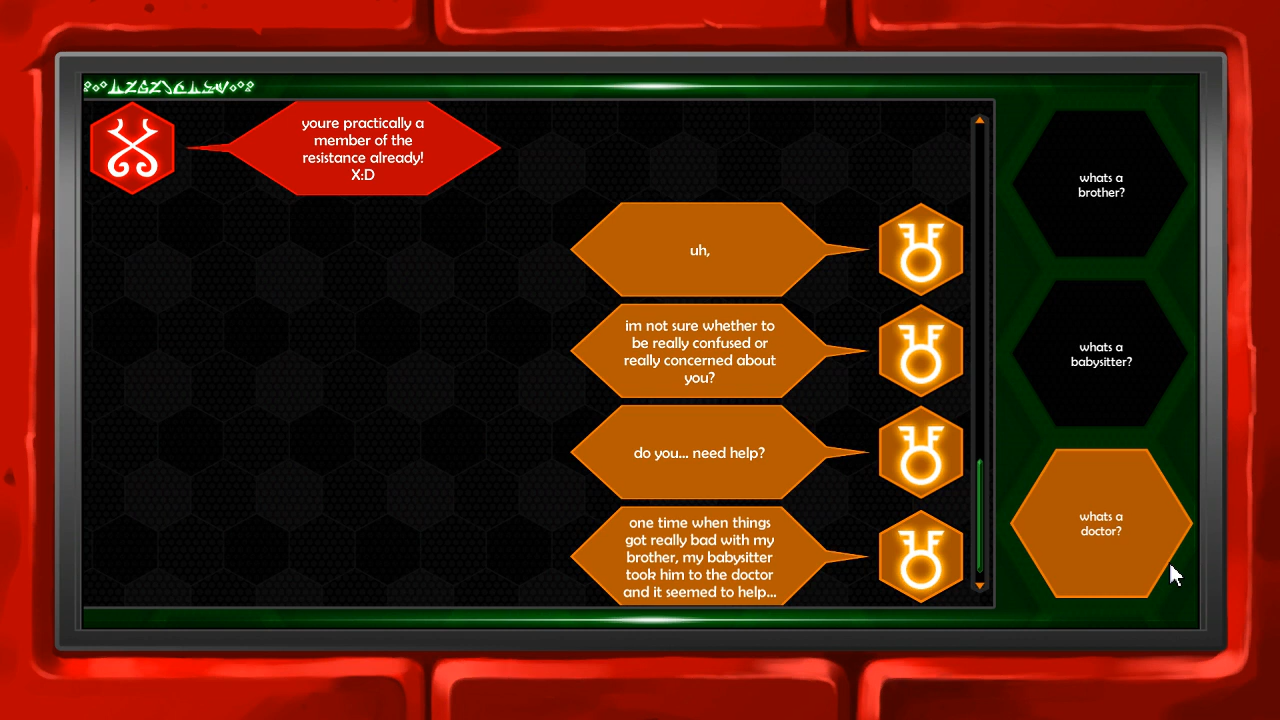 youre practically a
member of the
resistance already!
X:D
uh,
im not sure whether to
be really confused or
really concerned about
you?
do you... need help?
one time when things
got really bad with my
brother, my babysitter
took him to the doctor
and it seemed to help...
whats a
brother?
whats a
babysitter?
whats a
doctor?